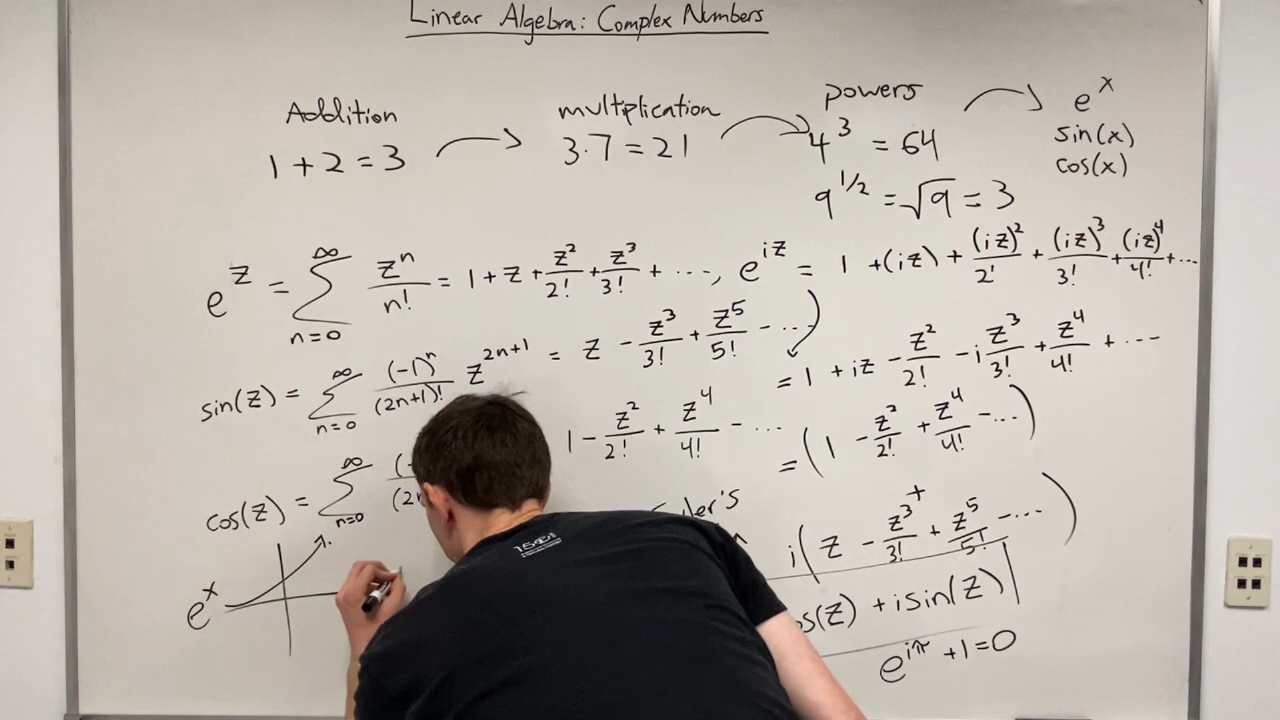 Linear Algebra: Complex Numbers
Addition
1 + 2 = 3
multiplication
3·7 = 21
powers
4^3 = 64
9^{1/2} = √9 = 3
e^x
sin(x)
cos(x)
e^z = ∑_{n=0}^{∞} z^n/n! = 1 + z + z^2/2! + z^3/3! + ···, e^{iz} = 1 + (iz) + (iz)^2/2! + (iz)^3/3! + (iz)^4/4! + ···
= 1 + iz - z^2/2! - i z^3/3! + z^4/4! + ···
sin(z) = ∑_{n=0}^{∞} (-1)^n/(2n+1)! z^{2n+1} = z - z^3/3! + z^5/5! - ···
1 - z^2/2! + z^4/4! - ···
= (1 - z^2/2! + z^4/4! - ···)
+
cos(z) = ∑_{n=0}^{∞}
i(z - z^3/3! + z^5/5! - ···)
+ isin(z)
e^{iπ} + 1 = 0
e^x